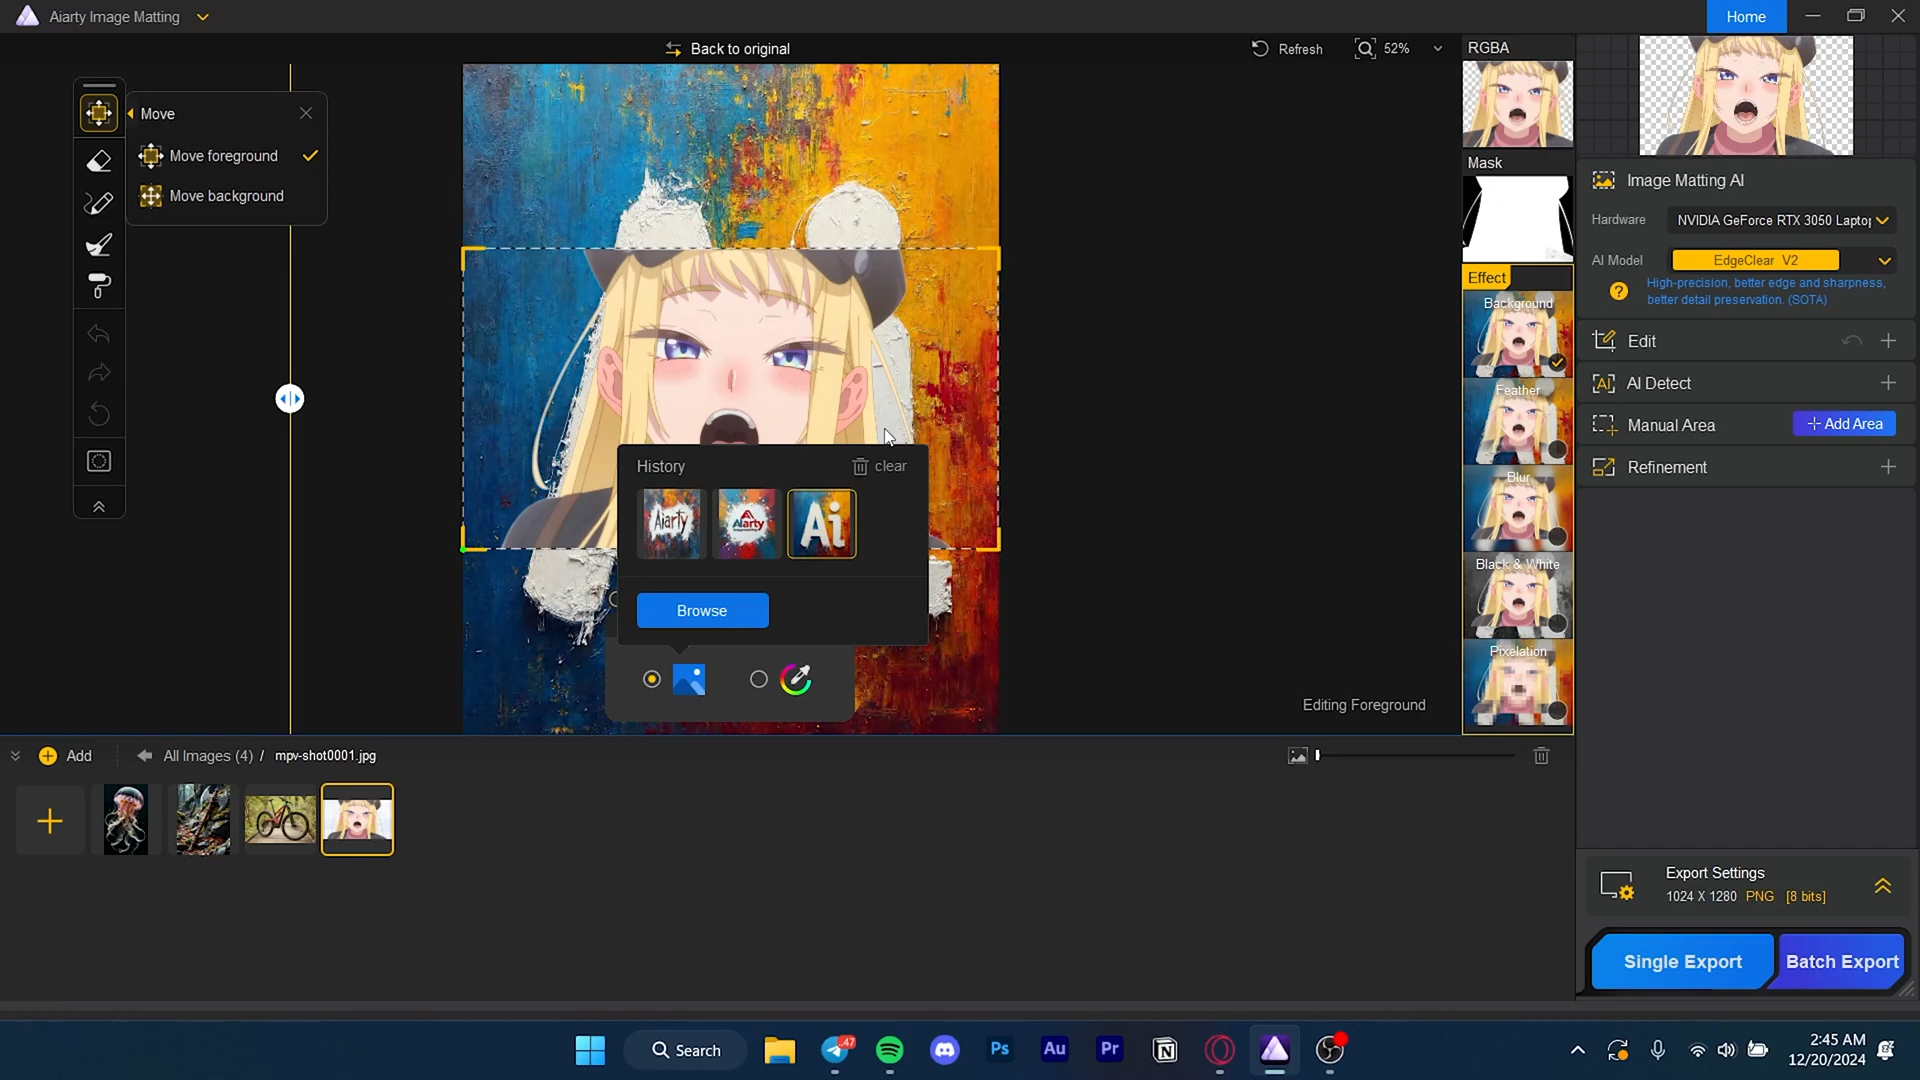 Aiarty Image Matting
Home
Back to original
Refresh
52%
RGBA
Move
Move foreground
Move background
Mask
Effect
Background
Feather
Blur
Black & White
Pixelation
Image Matting AI
Hardware
NVIDIA GeForce RTX 3050 Laptop
AI Model
EdgeClear V2
High-precision, better edge and sharpness,
better detail preservation. (SOTA)
Edit
AI Detect
Manual Area
Add Area
Refinement
History
clear
Aiarty
Aiarty
Ai
Browse
Editing Foreground
Add
All Images (4) / mpv-shot0001.jpg
Export Settings
1024 X 1280 PNG [8 bits]
Single Export
Batch Export
Search
47
Ps
Au
Pr
2:45 AM
12/20/2024